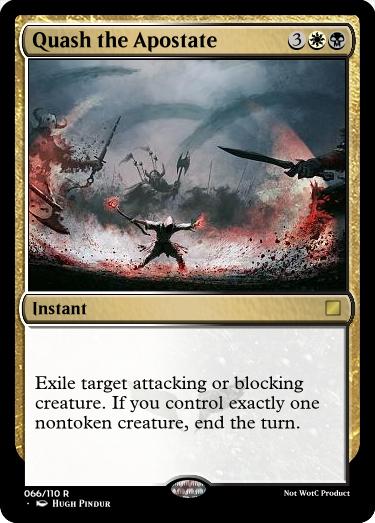 Quash the Apostate 3
Instant
Exile target attacking or blocking
creature. If you control exactly one
nontoken creature, end the turn.
066/110 R
Not WotC Product
· Hugh Pindur